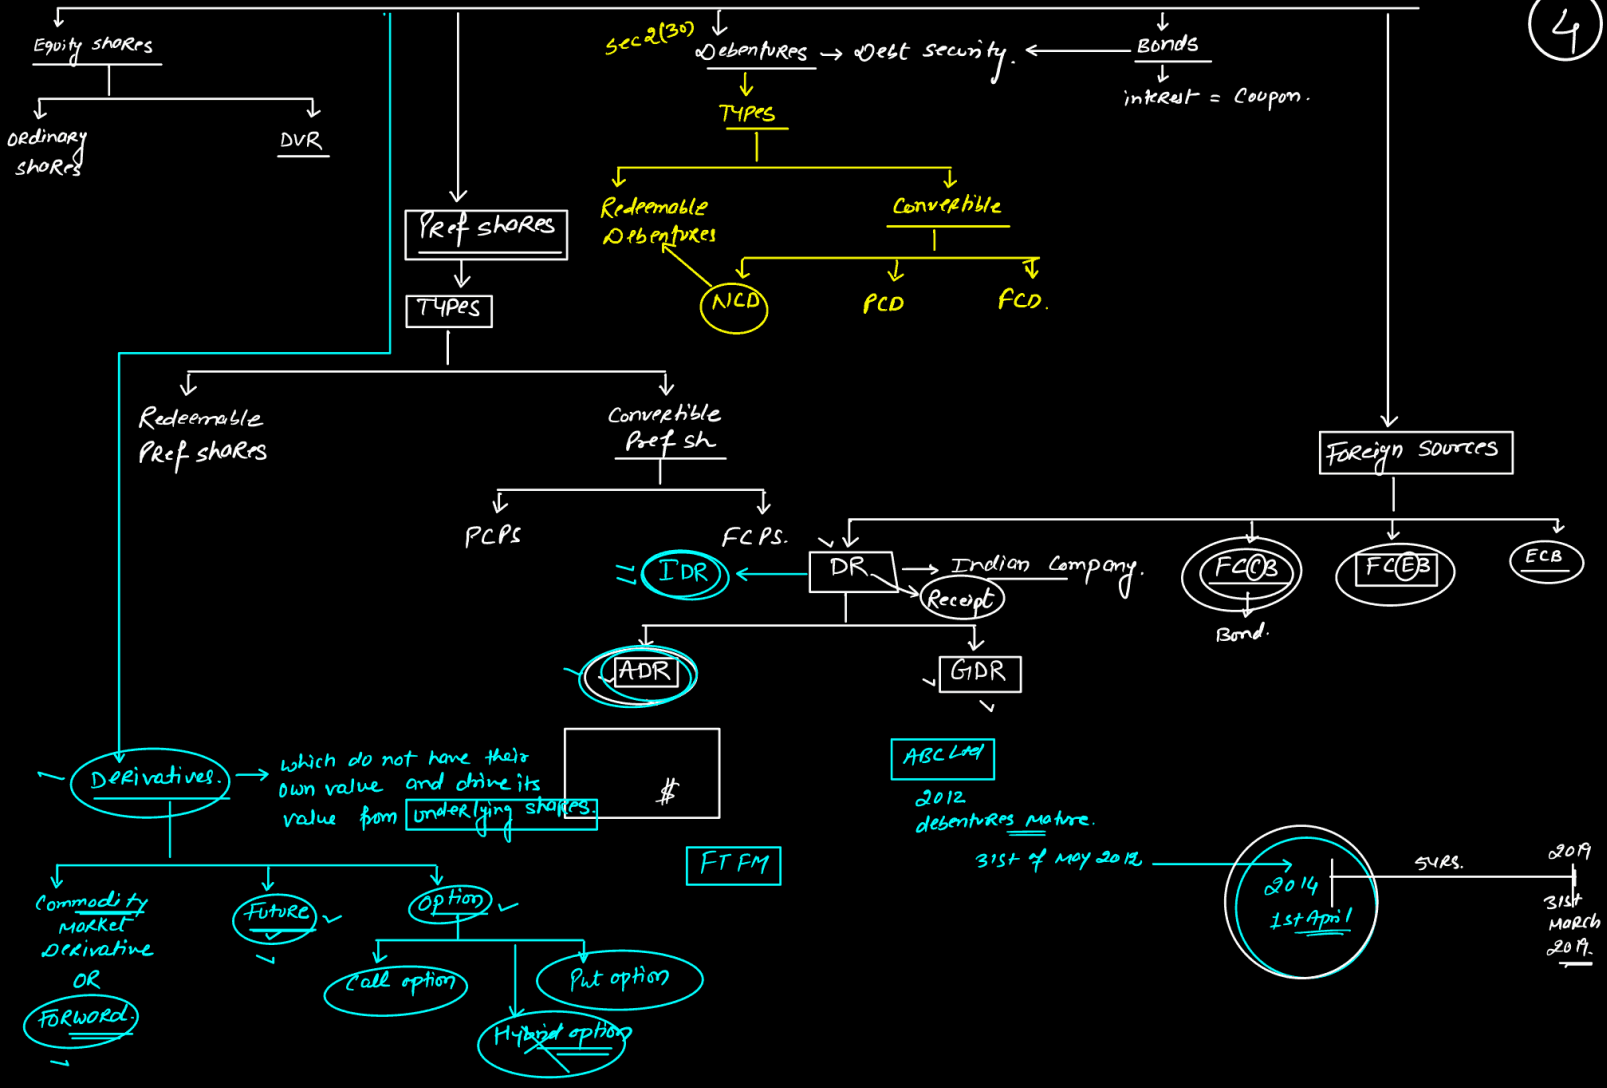 4
Equity shares
sec 2(30)
Debentures → Debt security.
Bonds
interest = Coupon.
Types
Ordinary
shares
DVR
Redeemable
Debentures
Convertible
Pref shares
NCD
PCD
FCD.
Types
Redeemable
Pref shares
Convertible
Pref sh
Foreign sources
PCPS
FCPS.
IDR
DR
Indian Company.
Receipt
FCCB
FCEB
ECB
Bond.
ADR
GDR
Derivatives.
which do not have their
own value and drive its
value from underlying shares.
$
ABC Ltd
2012
debentures mature.
FTFM
31st of May 2012
2014
1st April
5YRS.
2019
31st
March
2019.
Commodity
Market
Derivative
OR
Forword.
Future
Option
Call option
Put option
Hybrid option